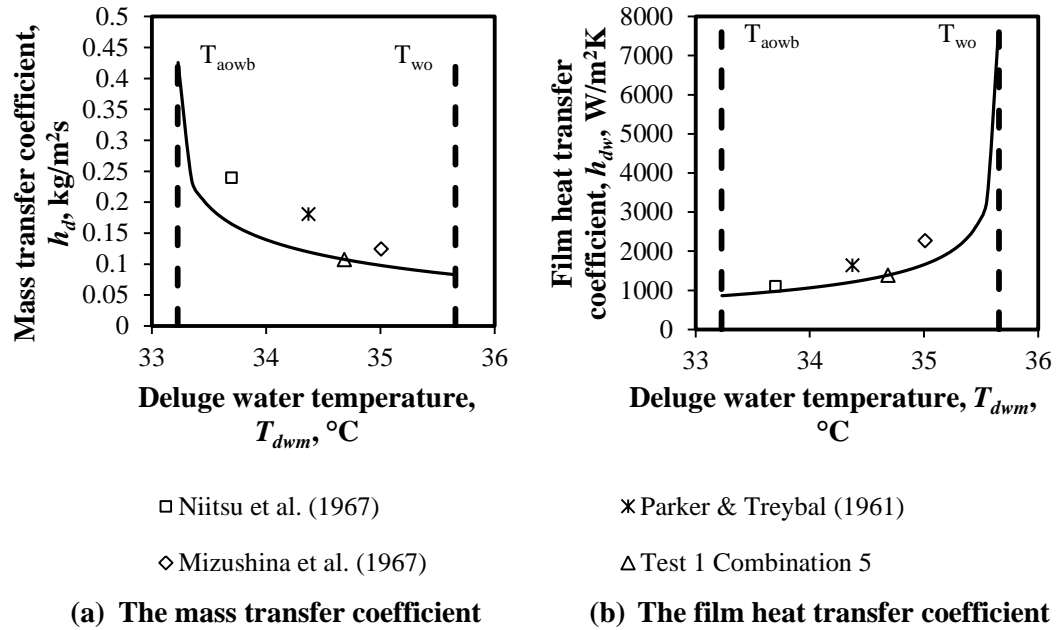 Mass transfer coefficient,
h_d, kg/m²s
0.5
0.45
0.4
0.35
0.3
0.25
0.2
0.15
0.1
0.05
0
T_aowb
T_wo
33 34 35 36
Deluge water temperature,
T_dwm, °C
Film heat transfer
coefficient, h_dw, W/m²K
8000
7000
6000
5000
4000
3000
2000
1000
0
T_aowb
T_wo
33 34 35 36
Deluge water temperature, T_dwm,
°C
Niitsu et al. (1967)
Parker & Treybal (1961)
Mizushina et al. (1967)
Test 1 Combination 5
(a) The mass transfer coefficient
(b) The film heat transfer coefficient